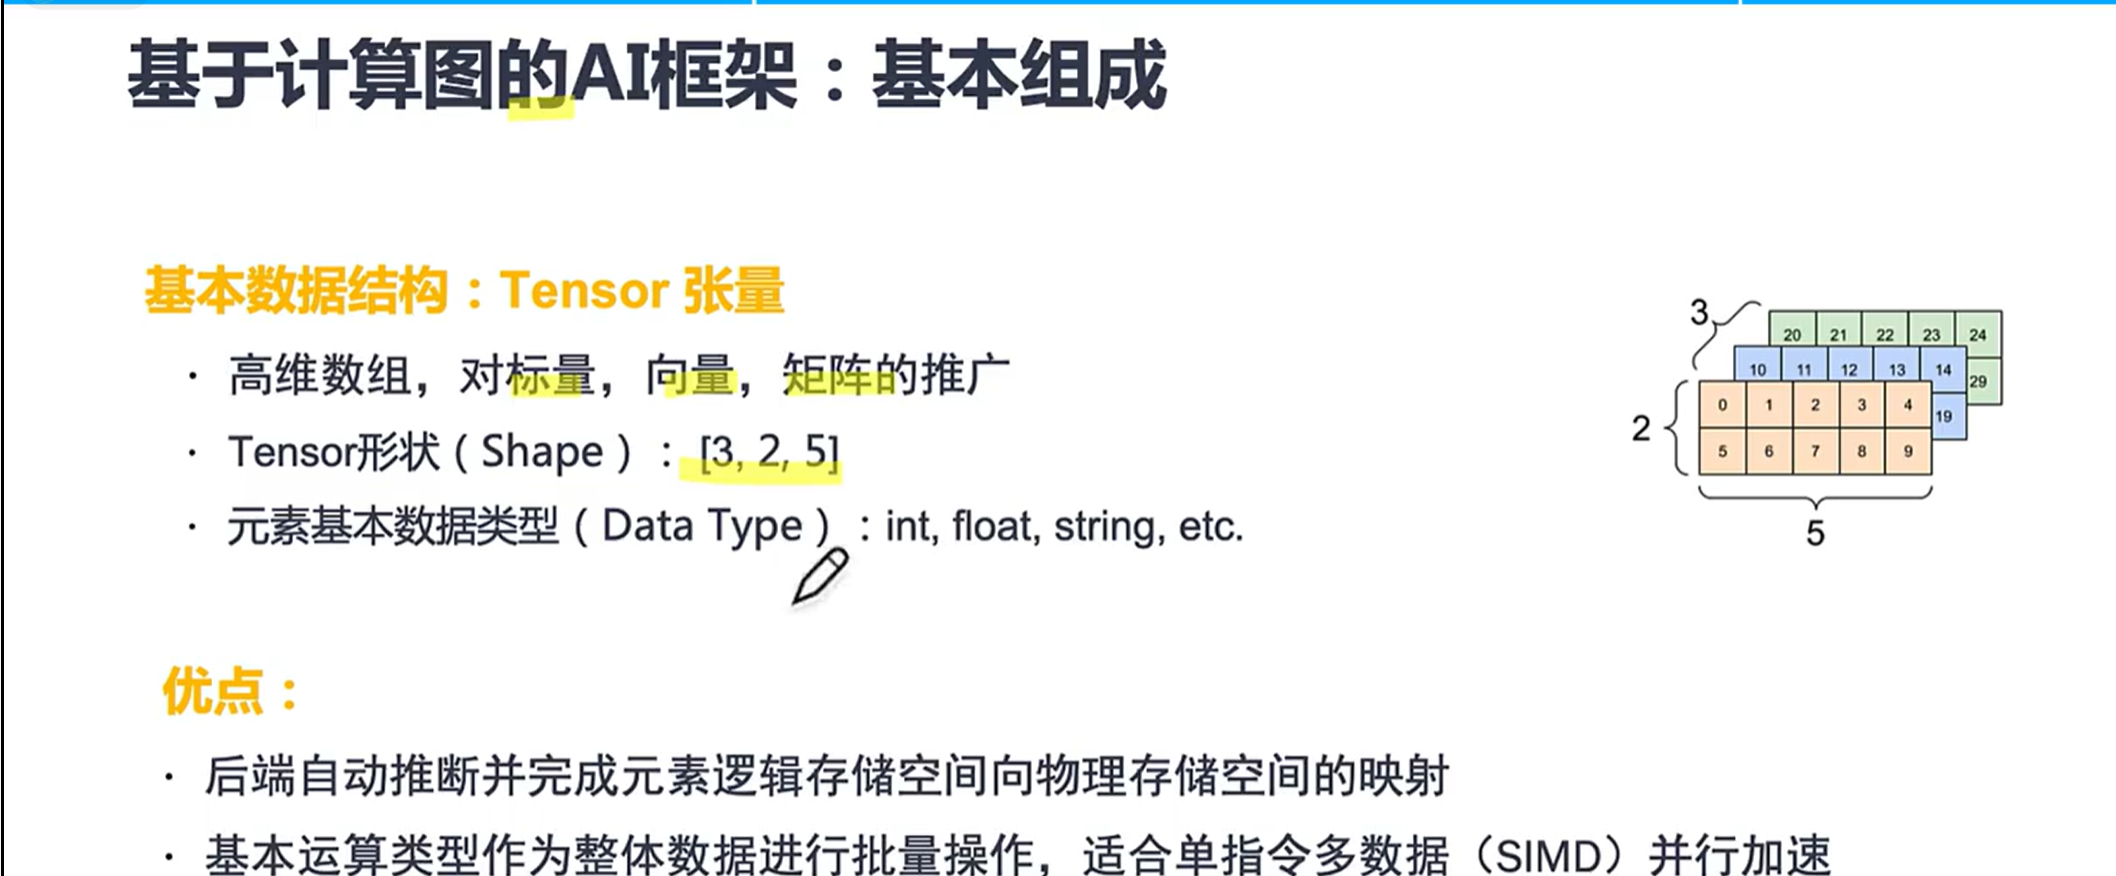 基于计算图的AI框架：基本组成
基本数据结构：Tensor 张量
· 高维数组，对标量，向量，矩阵的推广
· Tensor形状（Shape）：[3, 2, 5]
· 元素基本数据类型（Data Type）：int, float, string, etc.
3
20 21 22 23 24
10 11 12 13 14
29
0 1 2 3 4
19
2
5 6 7 8 9
5
优点：
· 后端自动推断并完成元素逻辑存储空间向物理存储空间的映射
· 基本运算类型作为整体数据进行批量操作，适合单指令多数据（SIMD）并行加速